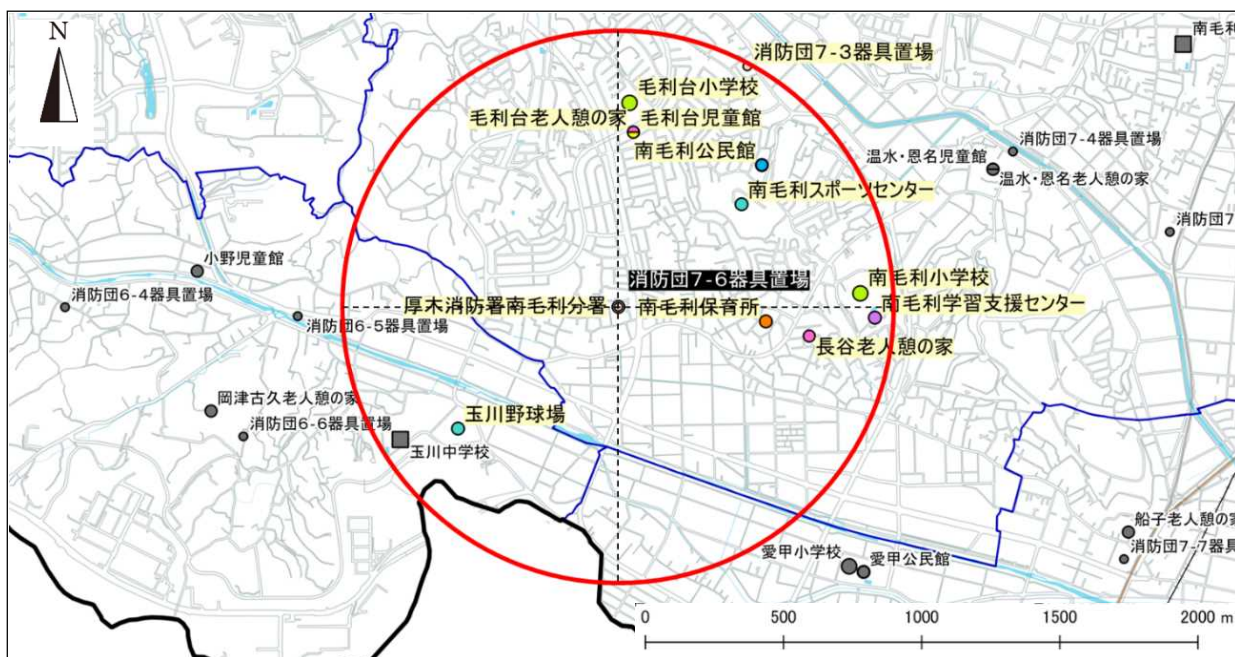 N
南毛利
消防団7-3器具置場
毛利台小学校
毛利台老人憩の家
毛利台児童館
南毛利公民館
消防団7-4器具置場
温水・恩名児童館
温水・恩名老人憩の家
南毛利スポーツセンター
消防団7
小野児童館
消防団7-6器具置場
南毛利小学校
消防団6-4器具置場
厚木消防署南毛利分署
南毛利保育所
南毛利学習支援センター
消防団6-5器具置場
長谷老人憩の家
岡津古久老人憩の家
玉川野球場
消防団6-6器具置場
玉川中学校
船子老人憩の家
愛甲小学校
愛甲公民館
消防団7-7器具
0 500 1000 1500 2000 m